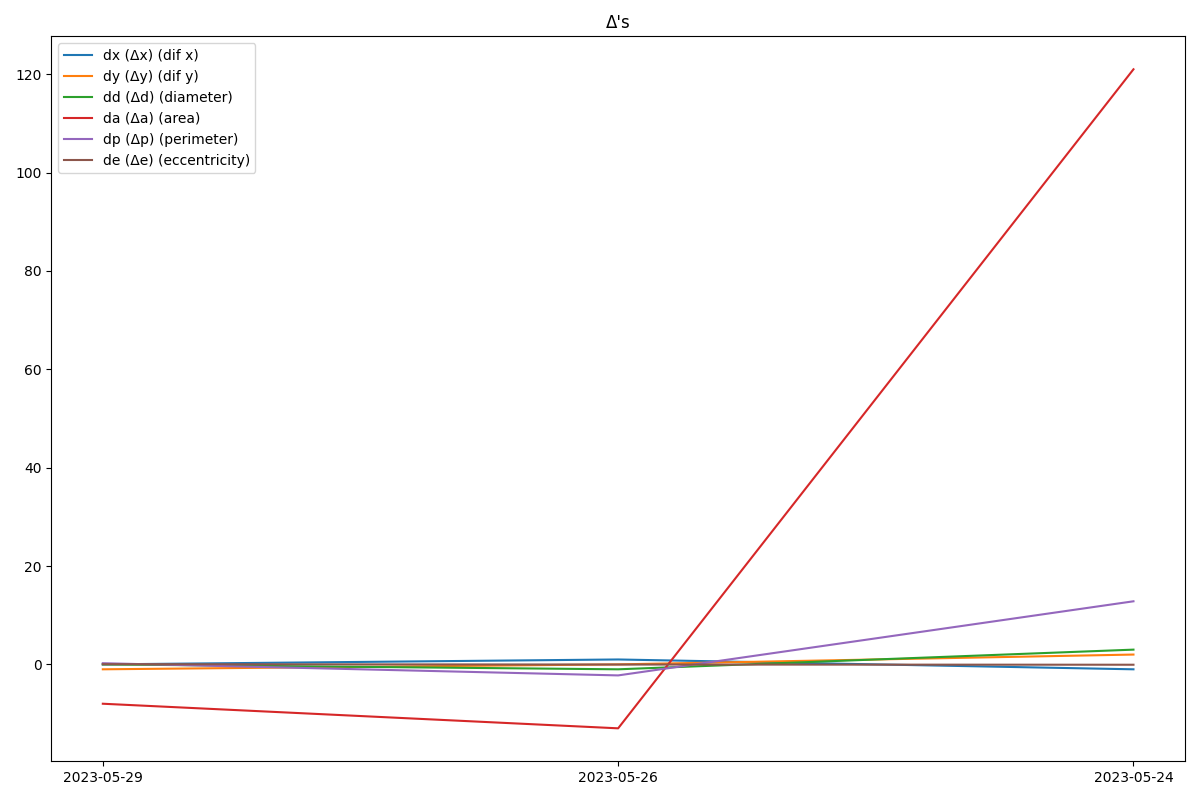 Δ's
dx (Δx) (dif x)
dy (Δy) (dif y)
dd (Δd) (diameter)
da (Δa) (area)
dp (Δp) (perimeter)
de (Δe) (eccentricity)
120
100
80
60
40
20
0
2023-05-29
2023-05-26
2023-05-24